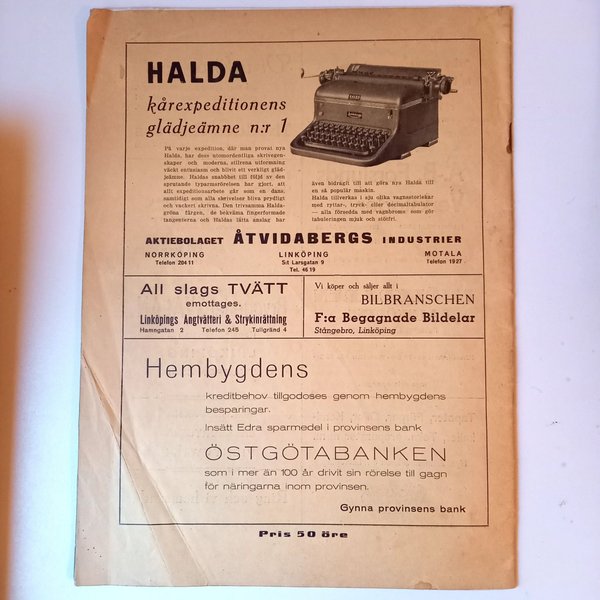 HALDA
kårexpeditionens
glädjeämne n:r 1
På varje expedition, där man provat nya
Halda, har dess utomordentliga skrivegen-
skaper och moderna, stilrena utformning
väckt entusiasm och blivit ett verkligt gläd-
jeämne. Haldas snabbhet till följd av den
sprutande typarmsrörelsen har gjort, att
allt expeditionsarbete går som en dans,
samtidigt som alla skrivelser bliva prydligt
och vackert skrivna. Den trivsamma Halda-
gröna färgen, de bekväma fingerformade
tangenterna och Haldas lätta anslag har
även bidragit till att göra nya Halda till
en så populär maskin.
Halda tillverkas i sju olika vagnsstorlekar
med ryttar-, tryck- eller decimaltabulator
— alla försedda med vagnbroms som gör
tabuleringen mjuk och stötfri.
AKTIEBOLAGET ÅTVIDABERGS INDUSTRIER
NORRKÖPING
Telefon 204 11
LINKÖPING
S:t Larsgatan 9
Tel. 46 19
MOTALA
Telefon 1927
All slags TVÄTT
emottages.
Linköpings Ångtvätteri & Strykinrättning
Hamngatan 2 Telefon 245 Tullgränd 4
Vi köper och säljer allt i
BILBRANSCHEN
F:a Begagnade Bildelar
Stångebro, Linköping
Hembygdens
kreditbehov tillgodoses genom hembygdens
besparingar.
Insätt Edra sparmedel i provinsens bank
ÖSTGÖTABANKEN
som i mer än 100 år drivit sin rörelse till gagn
för näringarna inom provinsen.
Gynna provinsens bank
Pris 50 öre